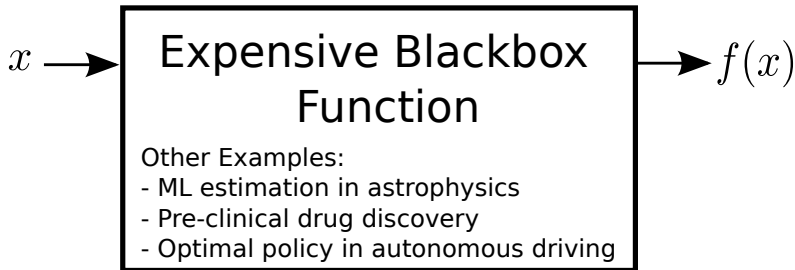 x
Expensive Blackbox
Function
f(x)
Other Examples:
- ML estimation in astrophysics
- Pre-clinical drug discovery
- Optimal policy in autonomous driving